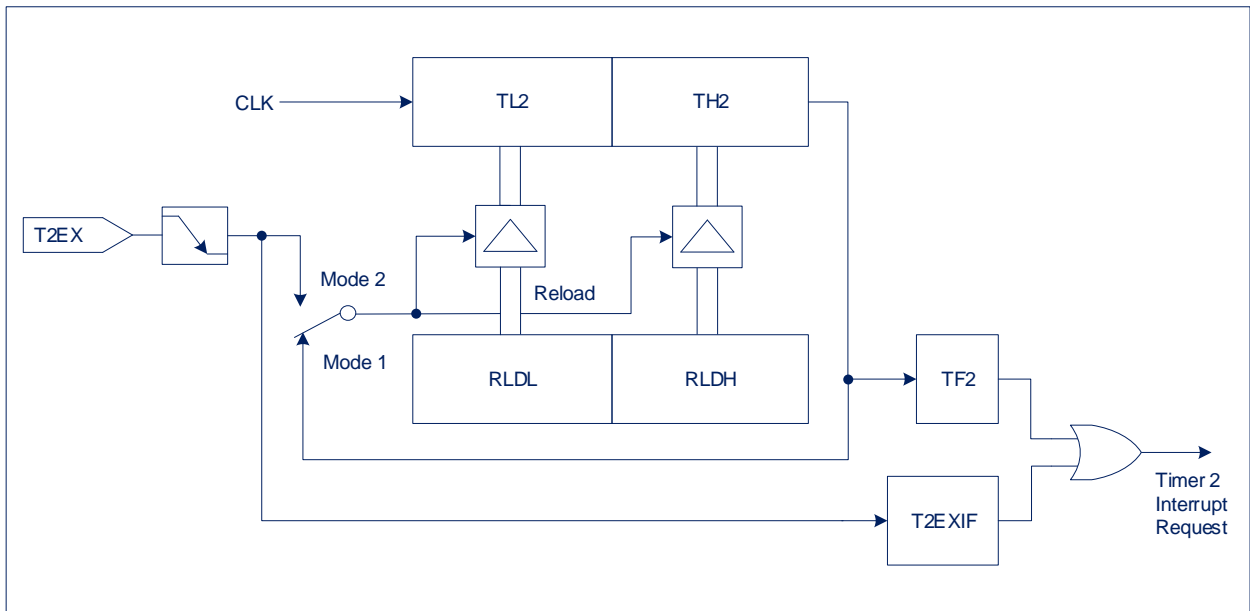 TL2
TH2
CLK
T2EX
Mode 2
Reload
Mode 1
RLDL
RLDH
TF2
Timer 2
Interrupt
Request
T2EXIF